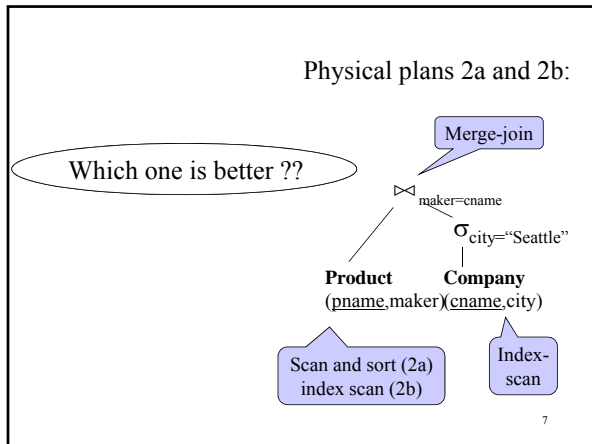 Physical plans 2a and 2b:
Merge-join
Which one is better ??
⋈ maker=cname
σcity=“Seattle”
Product Company
(pname,maker)(cname,city)
Scan and sort (2a)
index scan (2b)
Index-
scan
7